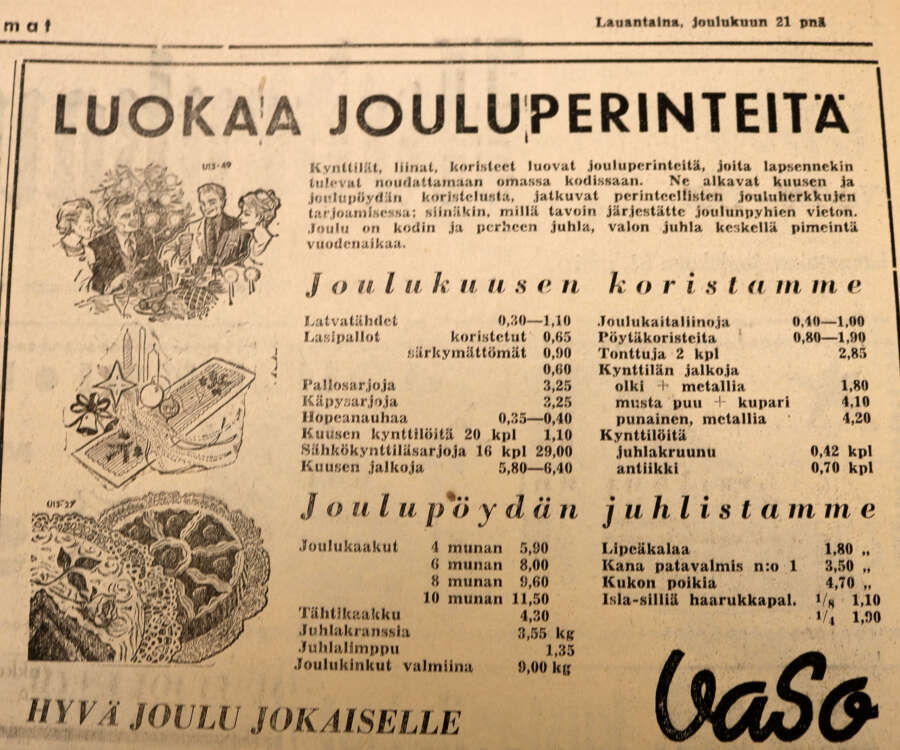 mat
Lauantaina, joulukuun 21 pnä
LUOKAA JOULUPERINTEITÄ
U13-49
Kynttilät, liinat, koristeet luovat jouluperinteitä, joita lapsennekin
tulevat noudattamaan omassa kodissaan. Ne alkavat kuusen ja
joulupöydän koristelusta, jatkuvat perinteellisten jouluherkkujen
tarjoamisessa; siinäkin, millä tavoin järjestätte joulunpyhien vieton.
Joulu on kodin ja perheen juhla, valon juhla keskellä pimeintä
vuodenaikaa.
Joulukuusen koristamme
Latvatähdet 0,30—1,10
Lasipallot koristetut 0,65
särkymättömät 0,90
0,60
Pallosarjoja 3,25
Käpysarjoja 3,25
Hopeanauhaa 0,35—0,40
Kuusen kynttilöitä 20 kpl 1,10
Sähkökynttiläsarjoja 16 kpl 29,00
Kuusen jalkoja 5,80—6,40
Joulukaitaliinoja 0,40—1,00
Pöytäkoristeita 0,80—1,90
Tonttuja 2 kpl 2,85
Kynttilän jalkoja
olki + metallia 1,80
musta puu + kupari 4,10
punainen, metallia 4,20
Kynttilöitä
juhlakruunu 0,42 kpl
antiikki 0,70 kpl
U13-27
Joulupöydän juhlistamme
Joulukaakut 4 munan 5,90
6 munan 8,00
8 munan 9,60
10 munan 11,50
Tähtikaakku 4,30
Juhlakranssia 3,55 kg
Juhlalimppu 1,35
Joulukinkut valmiina 9,00 kg
Lipeäkalaa 1,80 „
Kana patavalmis n:o 1 3,50 „
Kukon poikia 4,70 „
Isla-silliä haarukkapal. 1/8 1,10
1/4 1,90
HYVÄ JOULU JOKAISELLE
VaSo